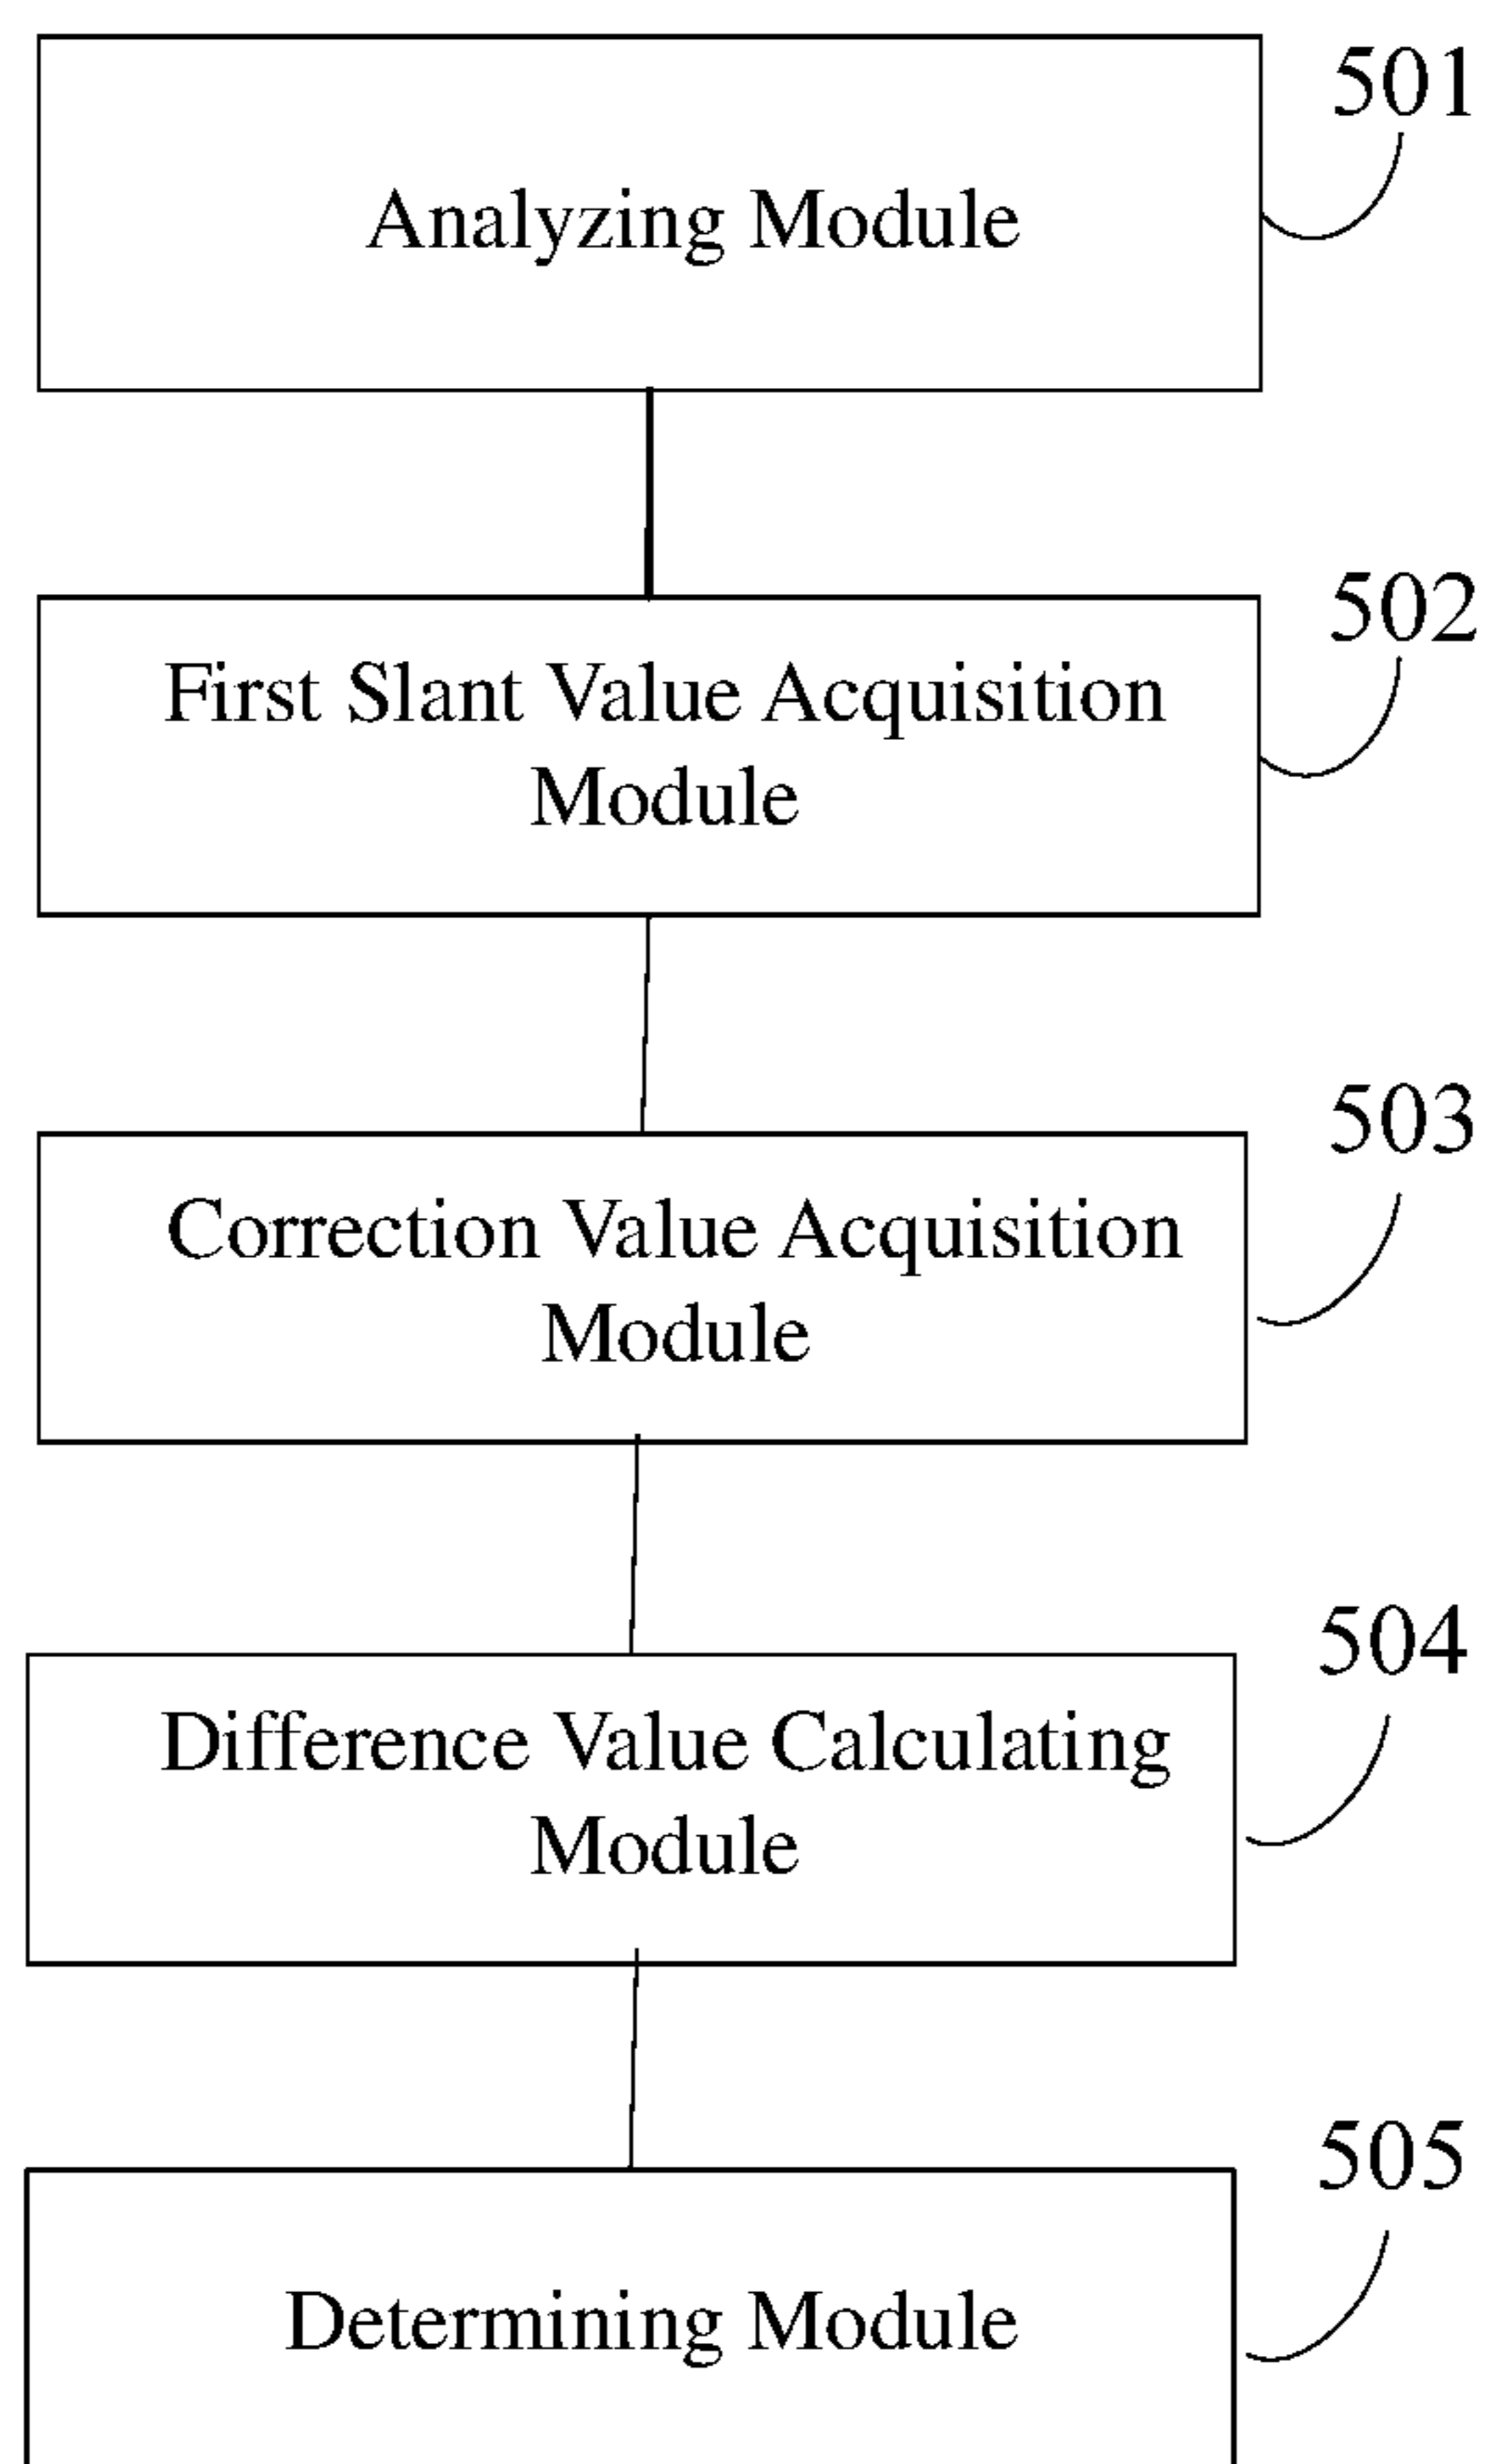 501
Analyzing Module
502
First Slant Value Acquisition
Module
503
Correction Value Acquisition
Module
504
Difference Value Calculating
Module
505
Determining Module